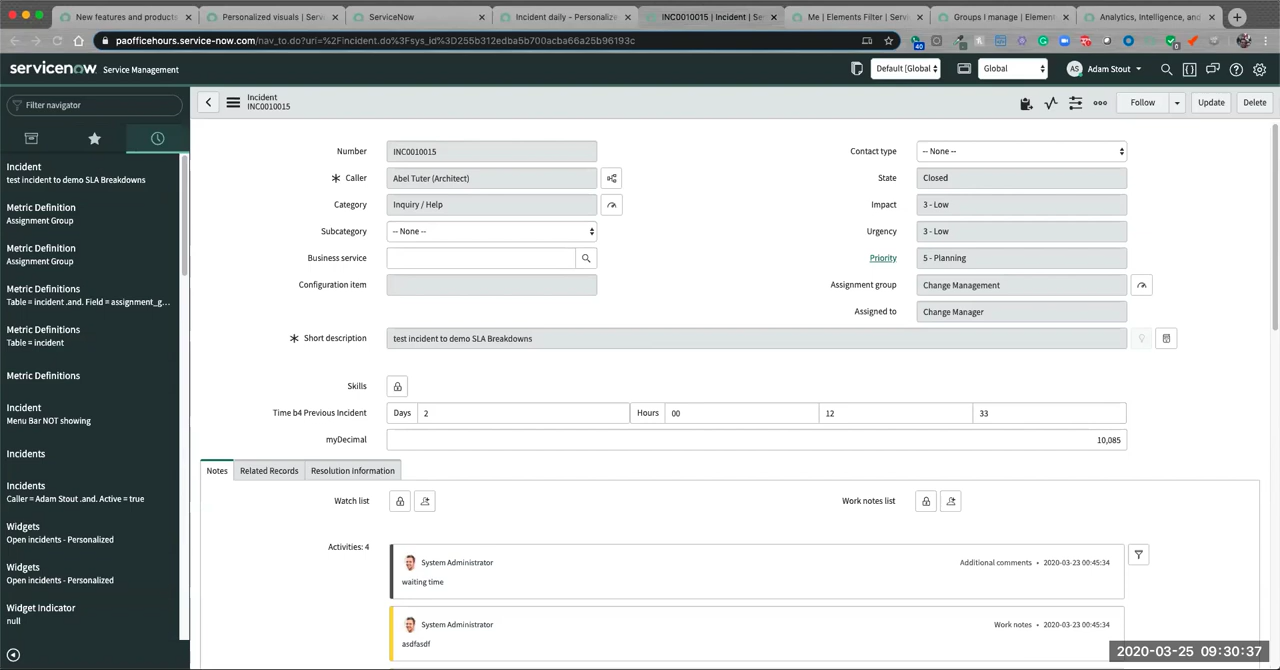 New features and products
Personalized visuals | Servic
ServiceNow
Incident daily - Personalize
INC0010015 | Incident | Se
Me | Elements Filter | Servic
Groups I manage | Element
Analytics, Intelligence, and
paofficehours.service-now.com/nav_to.do?uri=%2Fincident.do%3Fsys_id%3D255b312edba5b700acba66a25b96193c
40
servicenow Service Management
Default [Global
Global
AS Adam Stout
Filter navigator
Incident
INC0010015
Follow
Update
Delete
Incident
test incident to demo SLA Breakdowns
Metric Definition
Assignment Group
Metric Definition
Assignment Group
Metric Definitions
Table = incident .and. Field = assignment_g...
Metric Definitions
Table = incident
Metric Definitions
Incident
Menu Bar NOT showing
Incidents
Incidents
Caller = Adam Stout .and. Active = true
Widgets
Open incidents - Personalized
Widgets
Open incidents - Personalized
Widget Indicator
null
Number INC0010015
Caller Abel Tuter (Architect)
Category Inquiry / Help
Subcategory -- None --
Business service
Configuration item
Contact type -- None --
State Closed
Impact 3 - Low
Urgency 3 - Low
Priority 5 - Planning
Assignment group Change Management
Assigned to Change Manager
Short description test incident to demo SLA Breakdowns
Skills
Time b4 Previous Incident Days 2 Hours 00 12 33
myDecimal 10,085
Notes Related Records Resolution Information
Watch list
Work notes list
Activities: 4
System Administrator Additional comments • 2020-03-23 00:45:34
waiting time
System Administrator Work notes • 2020-03-23 00:45:34
asdfasdf
2020-03-25 09:30:37